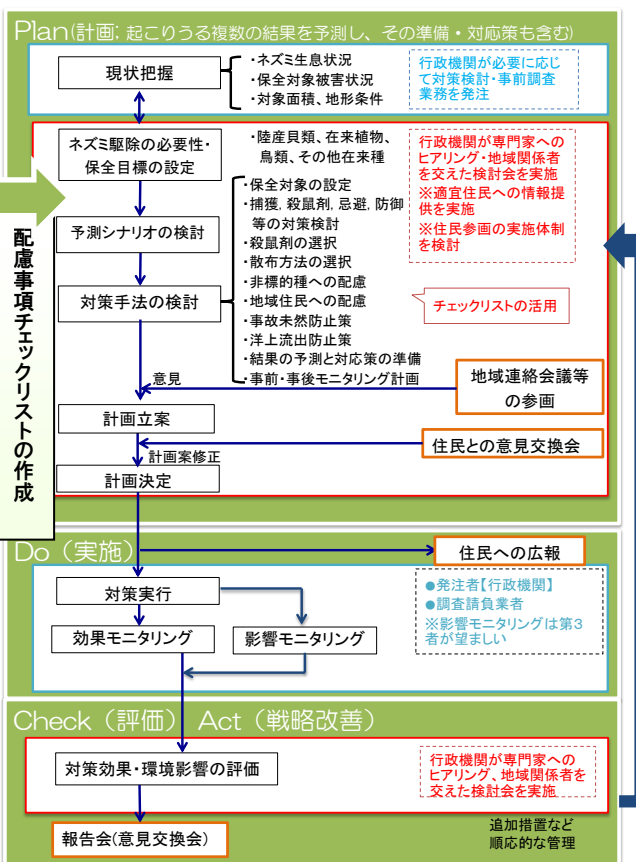 Plan(計画: 起こりうる複数の結果を予測し、その準備・対応策も含む)
現状把握
・ネズミ生息状況
・保全対象被害状況
・対象面積、地形条件
行政機関が必要に応じ
て対策検討・事前調査
業務を発注
ネズミ駆除の必要性・
保全目標の設定
・陸産貝類、在来植物、
鳥類、その他在来種
行政機関が専門家への
ヒアリング・地域関係者
を交えた検討会を実施
※適宜住民への情報提
供を実施
※住民参画の実施体制
を検討
配慮事項チェックリストの作成
予測シナリオの検討
対策手法の検討
・保全対象の設定
・捕獲, 殺鼠剤, 忌避, 防御
等の対策検討
・殺鼠剤の選択
・散布方法の選択
・非標的種への配慮
・地域住民への配慮
・事故未然防止策
・洋上流出防止策
・結果の予測と対応策の準備
・事前・事後モニタリング計画
チェックリストの活用
意見
地域連絡会議等
の参画
計画立案
住民との意見交換会
計画案修正
計画決定
Do（実施）
住民への広報
対策実行
●発注者【行政機関】
●調査請負業者
※影響モニタリングは第3
者が望ましい
効果モニタリング
影響モニタリング
Check（評価） Act（戦略改善）
対策効果・環境影響の評価
行政機関が専門家への
ヒアリング、地域関係者を
交えた検討会を実施
報告会(意見交換会)
追加措置など
順応的な管理